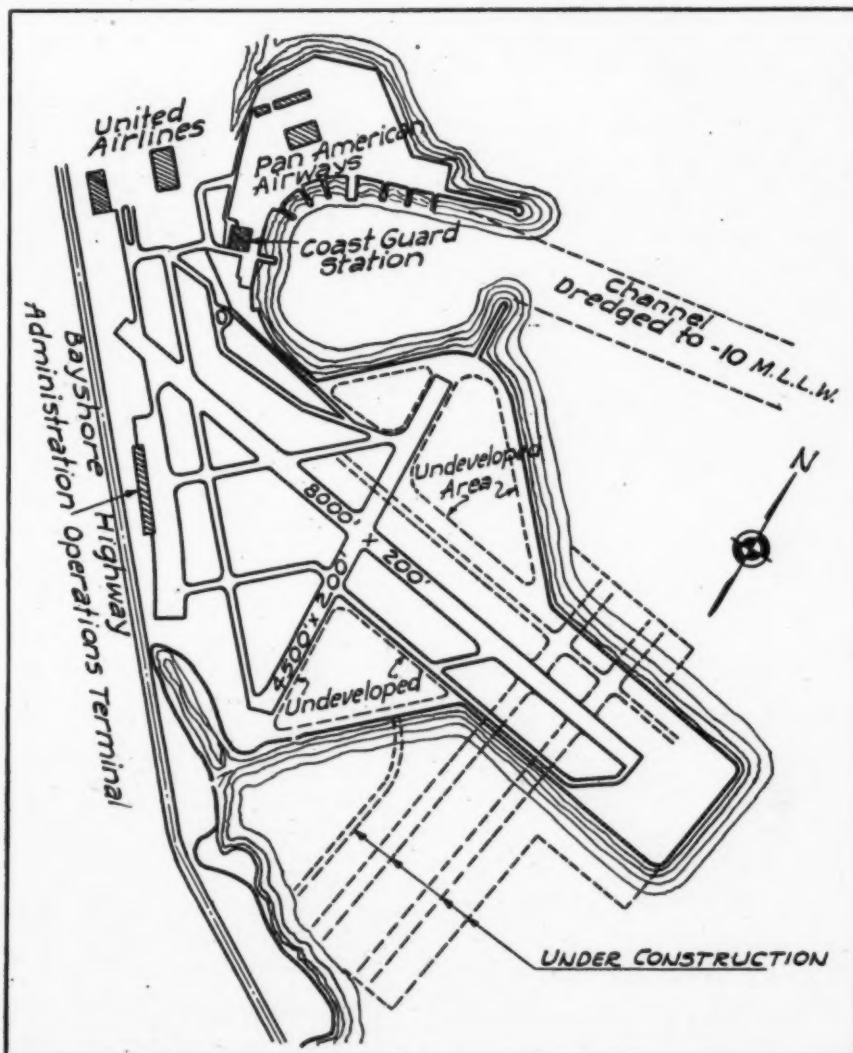 United
Airlines
Pan American
Airways
Coast Guard
Station
Channel
Dredged to -10 M.L.L.W.
Bayshore Highway
Administration Operations Terminal
Undeveloped
Area
N
8000' x 200'
4500' x 200'
Undeveloped
UNDER CONSTRUCTION